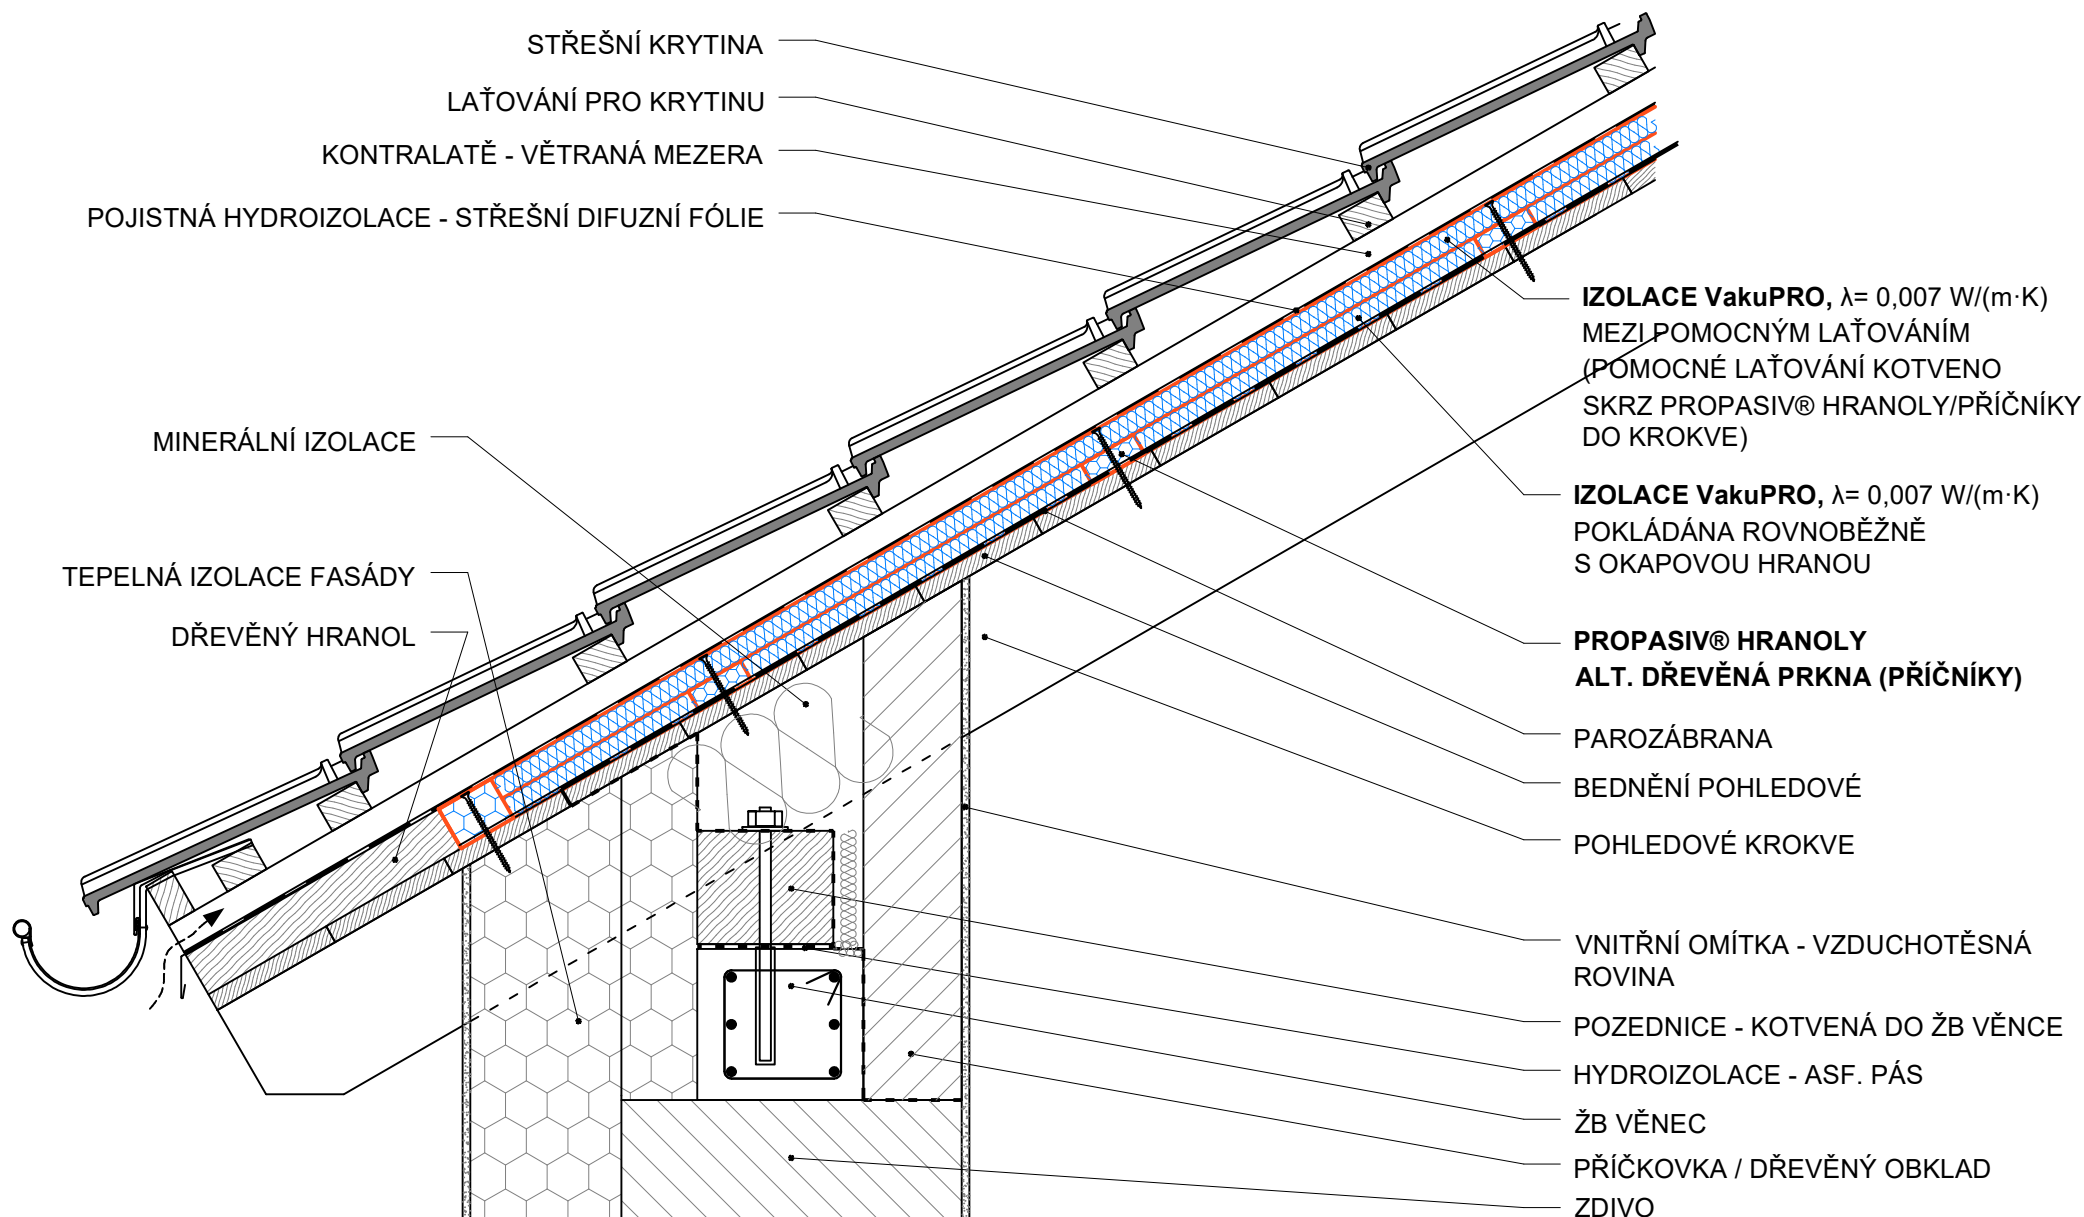 STŘEŠNÍ KRYTINA
LAŤOVÁNÍ PRO KRYTINU
KONTRALATĚ - VĚTRANÁ MEZERA
POJISTNÁ HYDROIZOLACE - STŘEŠNÍ DIFUZNÍ FÓLIE
MINERÁLNÍ IZOLACE
TEPELNÁ IZOLACE FASÁDY
DŘEVĚNÝ HRANOL
IZOLACE VakuPRO, λ= 0,007 W/(m·K)
MEZI POMOCNÝM LAŤOVÁNÍM
(POMOCNÉ LAŤOVÁNÍ KOTVENO
SKRZ PROPASIV® HRANOLY/PŘÍČNÍKY
DO KROKVE)
IZOLACE VakuPRO, λ= 0,007 W/(m·K)
POKLÁDÁNA ROVNOBĚŽNĚ
S OKAPOVOU HRANOU
PROPASIV® HRANOLY
ALT. DŘEVĚNÁ PRKNA (PŘÍČNÍKY)
PAROZÁBRANA
BEDNĚNÍ POHLEDOVÉ
POHLEDOVÉ KROKVE
VNITŘNÍ OMÍTKA - VZDUCHOTĚSNÁ
ROVINA
POZEDNICE - KOTVENÁ DO ŽB VĚNCE
HYDROIZOLACE - ASF. PÁS
ŽB VĚNEC
PŘÍČKOVKA / DŘEVĚNÝ OBKLAD
ZDIVO